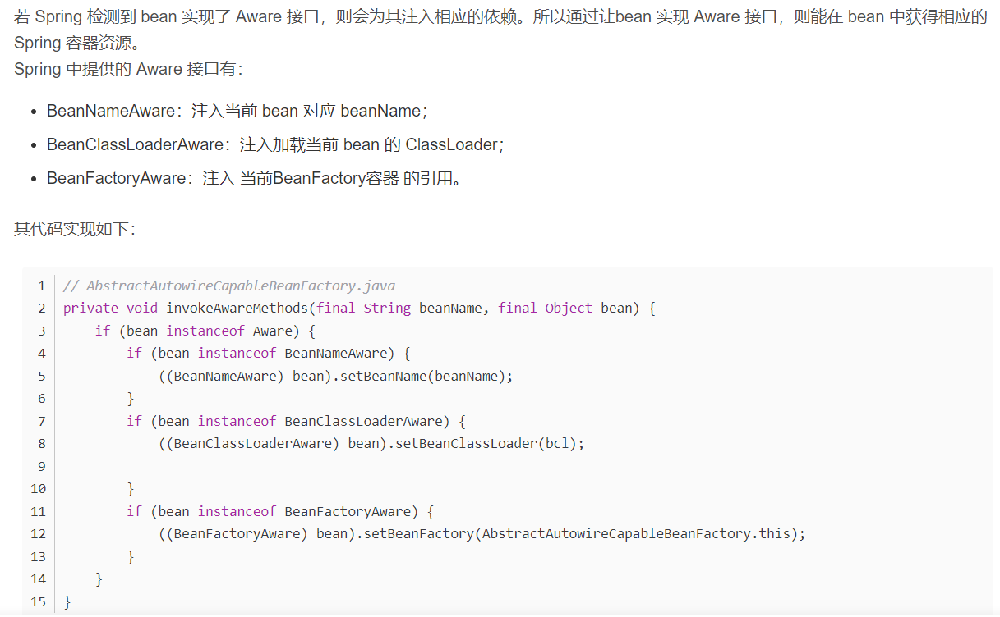 若 Spring 检测到 bean 实现了 Aware 接口，则会为其注入相应的依赖。所以通过让bean 实现 Aware 接口，则能在 bean 中获得相应的
Spring 容器资源。
Spring 中提供的 Aware 接口有：
• BeanNameAware：注入当前 bean 对应 beanName；
• BeanClassLoaderAware：注入加载当前 bean 的 ClassLoader；
• BeanFactoryAware：注入 当前BeanFactory容器 的引用。
其代码实现如下：
1 // AbstractAutowireCapableBeanFactory.java
2 private void invokeAwareMethods(final String beanName, final Object bean) {
3     if (bean instanceof Aware) {
4         if (bean instanceof BeanNameAware) {
5             ((BeanNameAware) bean).setBeanName(beanName);
6         }
7         if (bean instanceof BeanClassLoaderAware) {
8             ((BeanClassLoaderAware) bean).setBeanClassLoader(bcl);
9
10         }
11         if (bean instanceof BeanFactoryAware) {
12             ((BeanFactoryAware) bean).setBeanFactory(AbstractAutowireCapableBeanFactory.this);
13         }
14     }
15 }